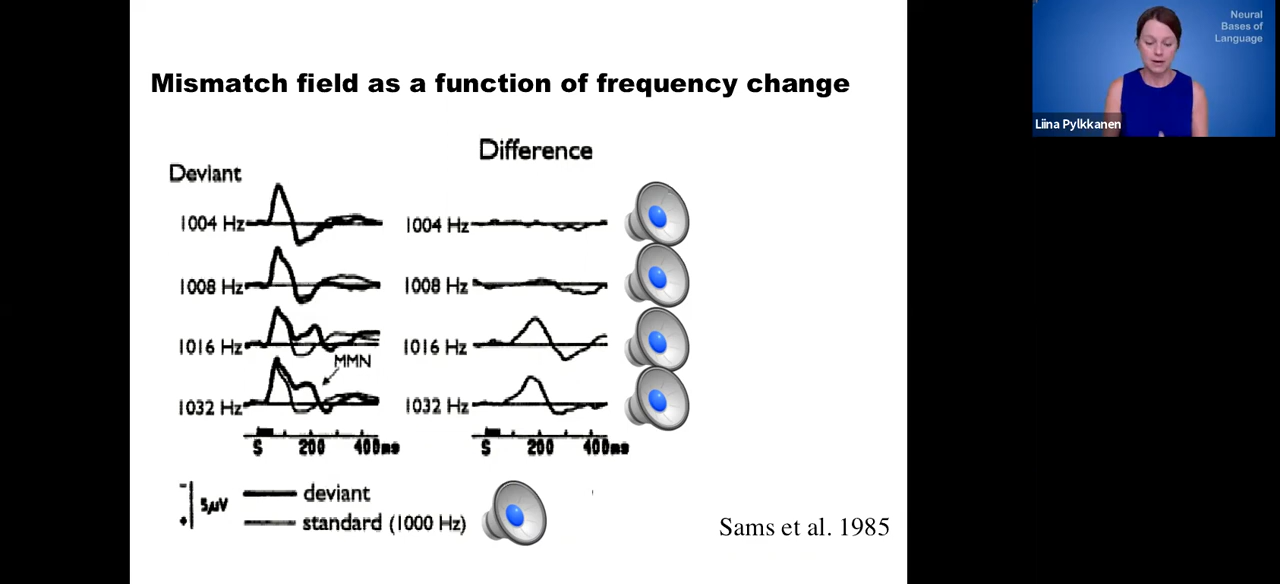 Mismatch field as a function of frequency change
Difference
Deviant
1004 Hz
1004 Hz
1008 Hz
1008 Hz
1016 Hz
1016 Hz
MMN
1032 Hz
1032 Hz
S 200 400ms
S 200 400ms
- 5µV +
deviant
standard (1000 Hz)
Sams et al. 1985
Neural
Bases of
Language
Liina Pylkkanen